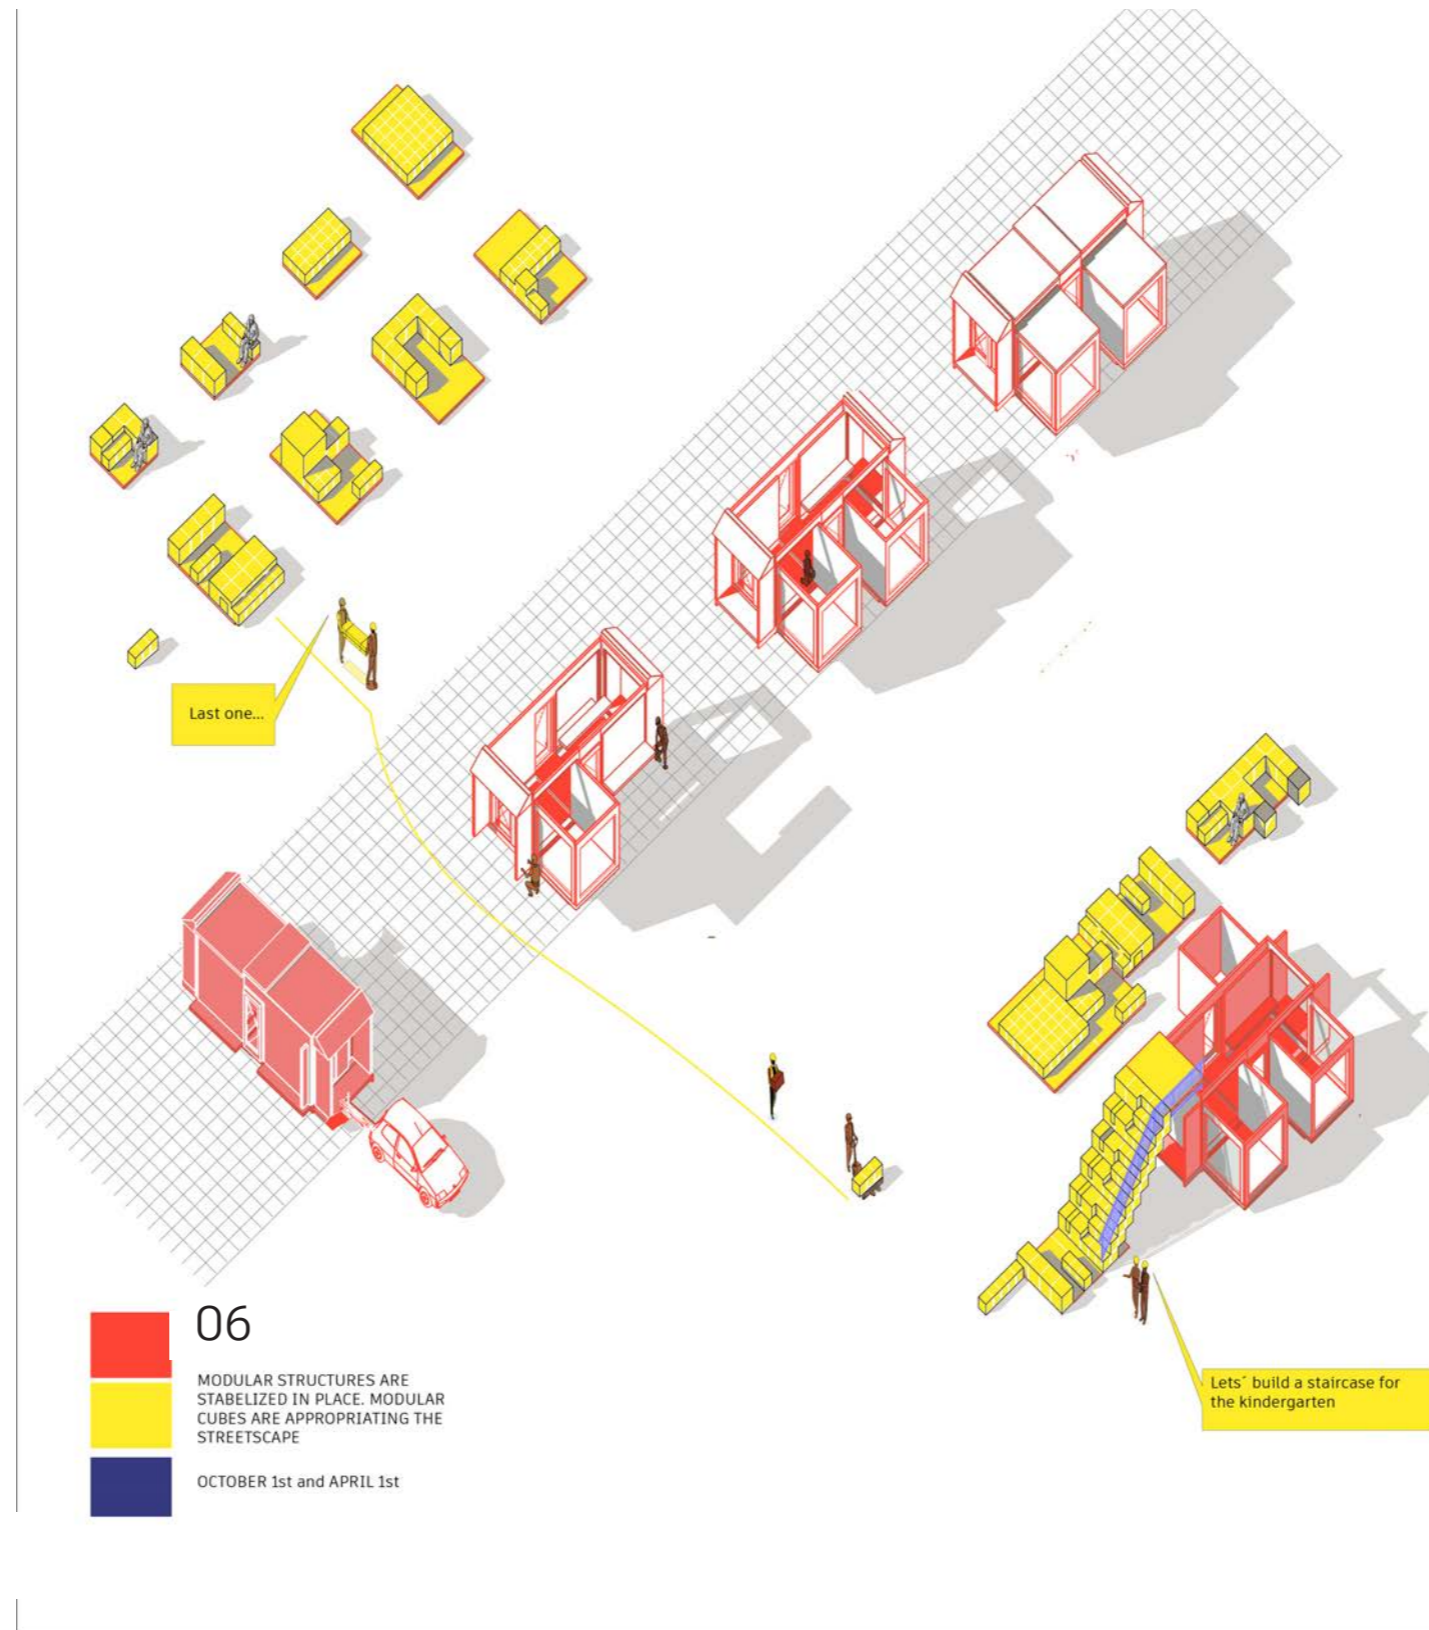 Last one...
Lets´ build a staircase for
the kindergarten
06
MODULAR STRUCTURES ARE
STABELIZED IN PLACE. MODULAR
CUBES ARE APPROPRIATING THE
STREETSCAPE
OCTOBER 1st and APRIL 1st